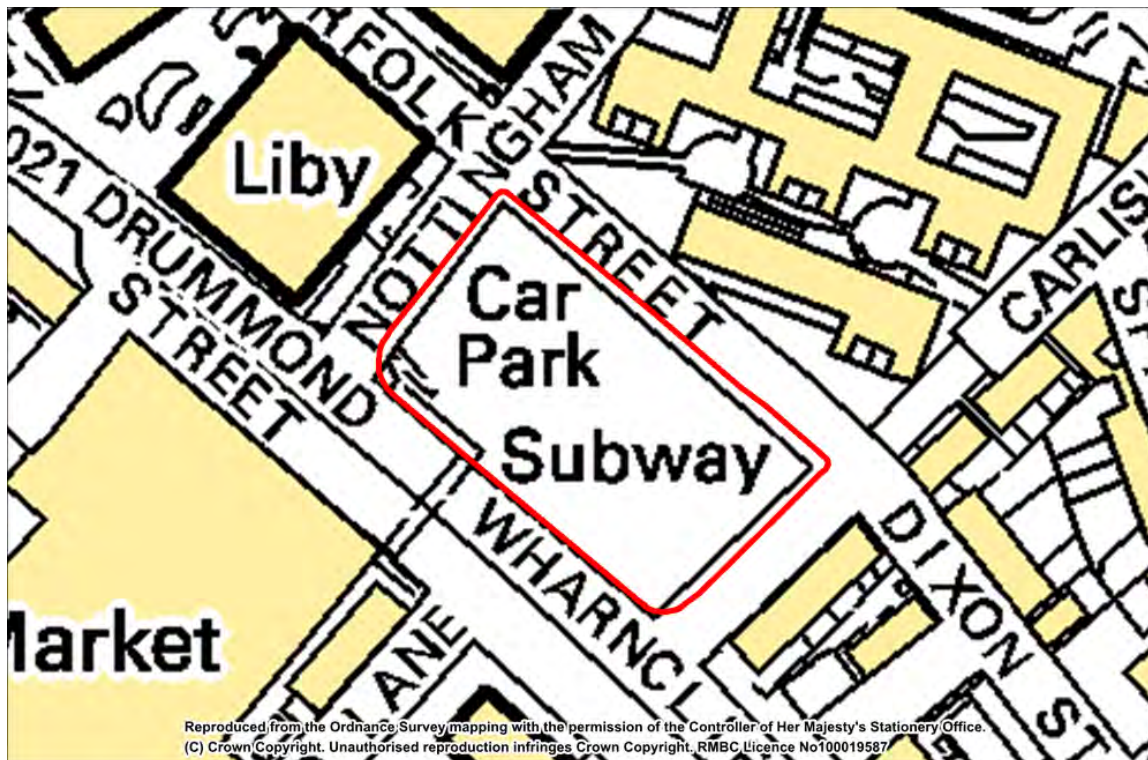 RFOLK
STREET
NOTTINGHAM
Liby
021 DRUMMOND
STREET
Car
Park
Subway
CARLIS
WHARNCL
DIXON ST
Market
LANE
Reproduced from the Ordnance Survey mapping with the permission of the Controller of Her Majesty's Stationery Office.
(C) Crown Copyright. Unauthorised reproduction infringes Crown Copyright. RMBC Licence No100019587